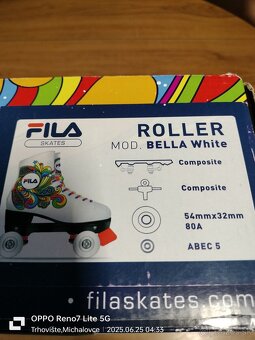 FILA
SKATES
ROLLER
MOD. BELLA White
FILA
Composite
Composite
54mmx32mm
80A
ABEC 5
• filaskates.com
OPPO Reno7 Lite 5G
Trhovište,Michalovce | 2025.06.25 04:33